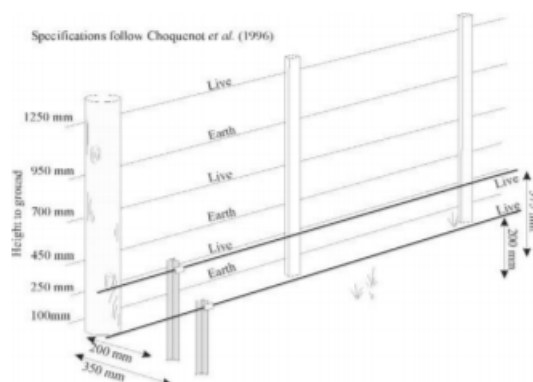 Specifications follow Choquenot et al. (1996)
Live
1250 mm
Earth
950 mm
Live
700 mm
Earth
Live
Live
450 mm
Live
Earth
250 mm
100mm
Height to ground
200 mm
200 mm
350 mm